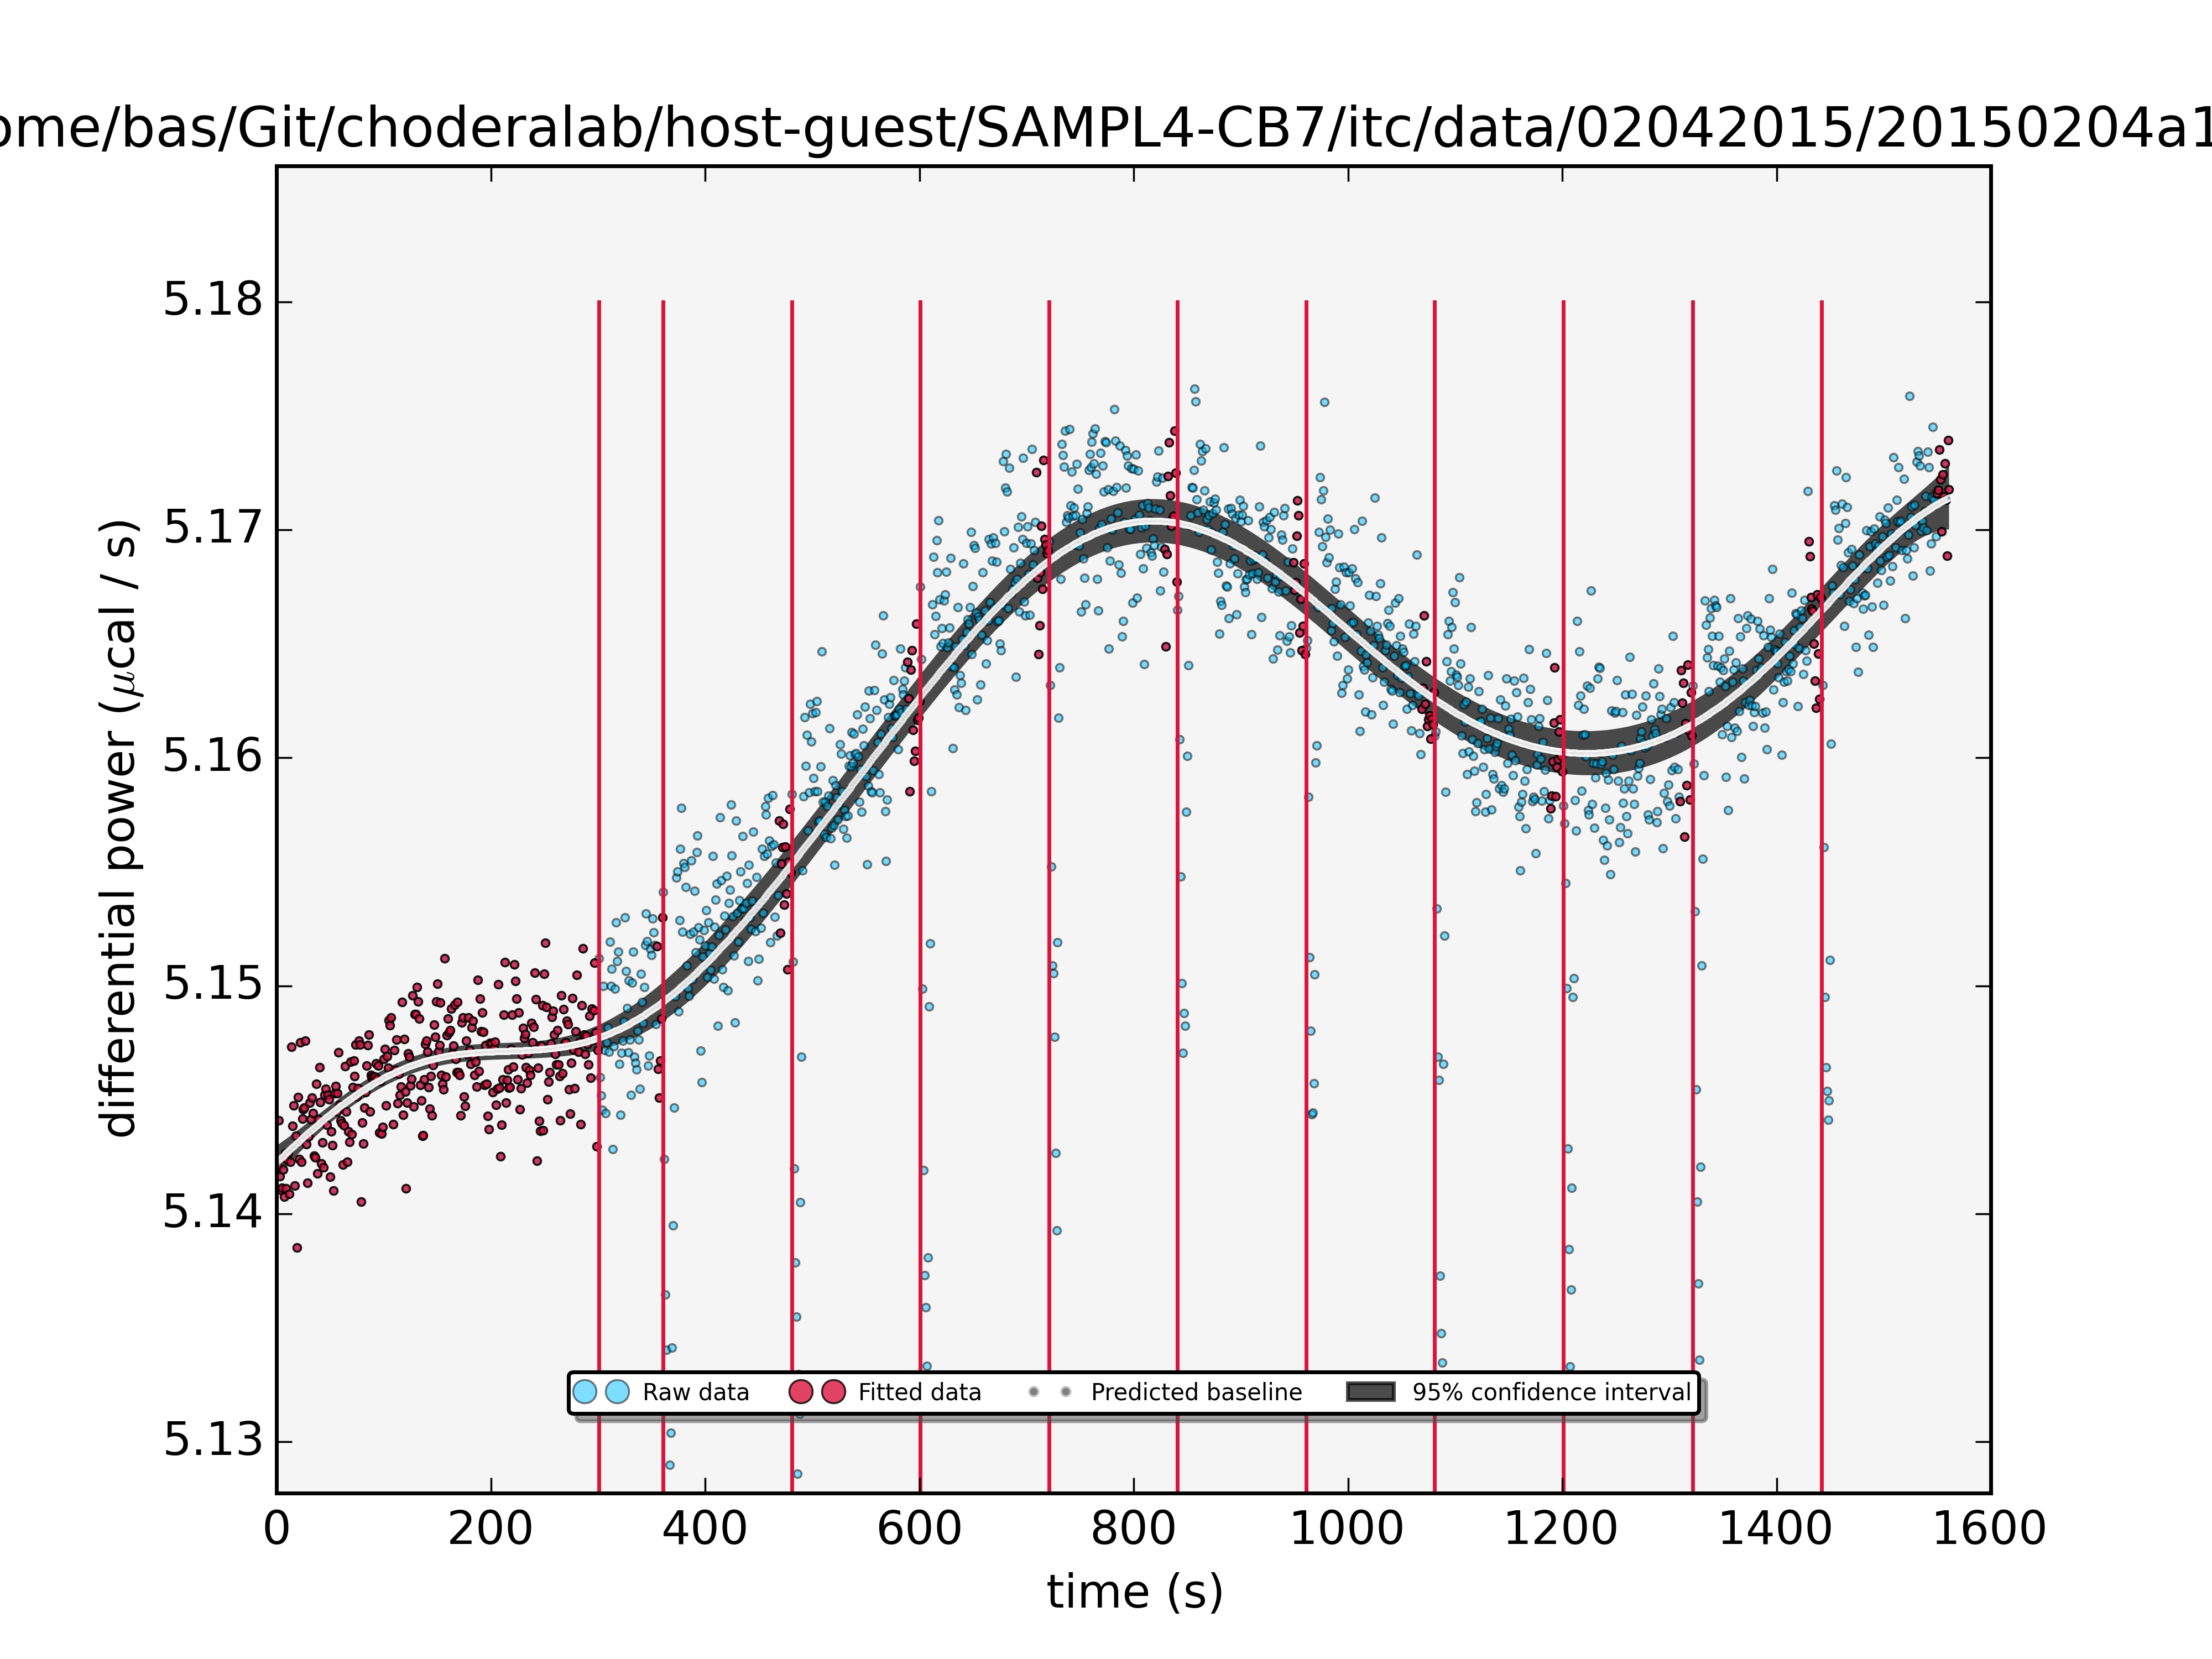 ome/bas/Git/choderalab/host-guest/SAMPL4-CB7/itc/data/02042015/20150204a1
5.18
5.17
5.16
5.15
5.14
5.13
differential power (μcal / s)
Raw data Fitted data Predicted baseline 95% confidence interval
0 200 400 600 800 1000 1200 1400 1600
time (s)